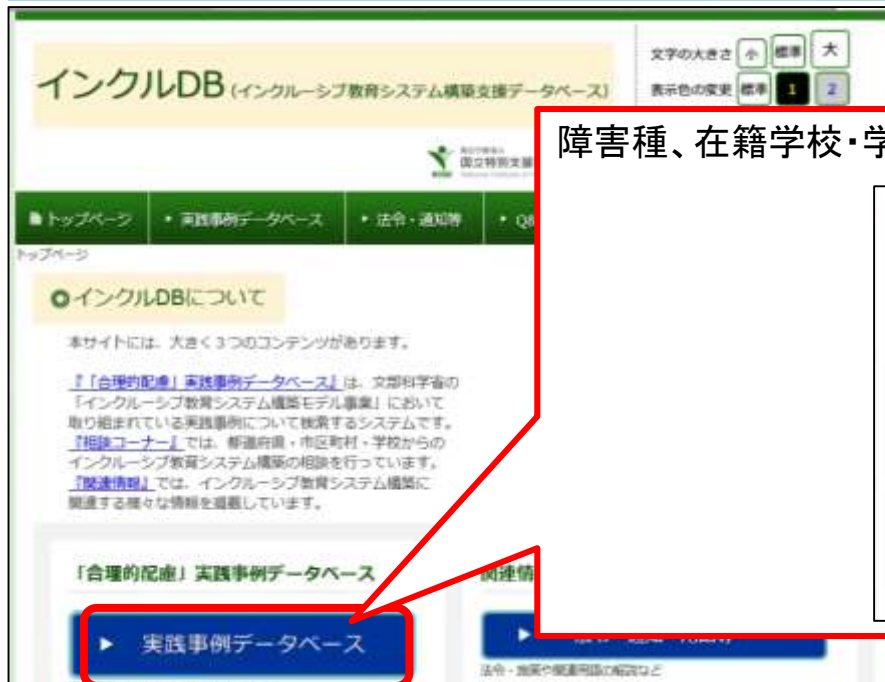 インクルDB (インクルーシブ教育システム構築支援データベース)
文字の大きさ 小 標準 大
表示色の変更 標準 1 2
国立特別支援
障害種、在籍学校・学
トップページ ・実践事例データベース ・法令・通知等 ・Q&
トップページ
インクルDBについて
本サイトには、大きく3つのコンテンツがあります。
『「合理的配慮」実践事例データベース』は、文部科学省の
「インクルーシブ教育システム構築モデル事業」において
取り組まれている実践事例について検索するシステムです。
『相談コーナー』では、都道府県・市区町村・学校からの
インクルーシブ教育システム構築の相談を行っています。
『関連情報』では、インクルーシブ教育システム構築に
関連する様々な情報を掲載しています。
「合理的配慮」実践事例データベース
関連情
▶ 実践事例データベース
▶
法令・施策や関連用語の解説など